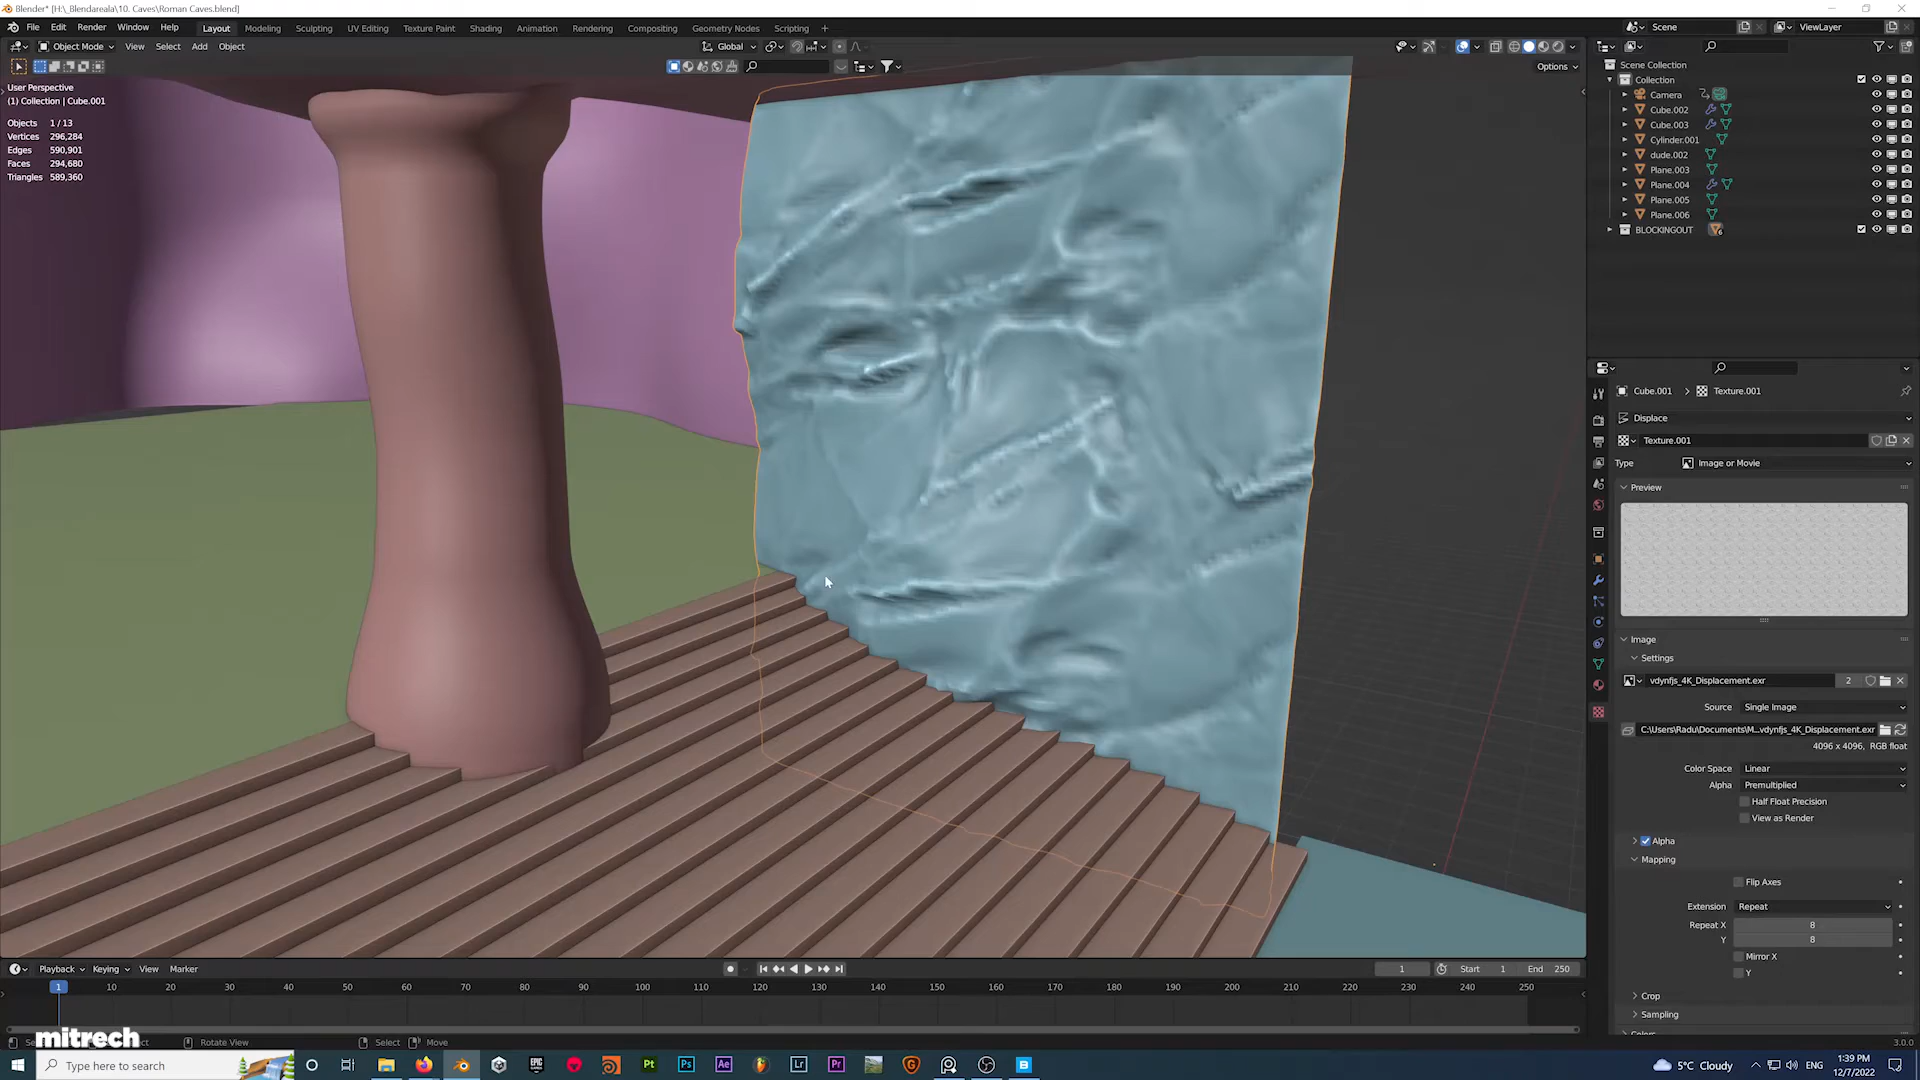 Blender* [H:\_Blendareala\10. Caves\Roman Caves.blend]
File Edit Render Window Help Layout Modeling Sculpting UV Editing Texture Paint Shading Animation Rendering Compositing Geometry Nodes Scripting + Scene ViewLayer
Object Mode View Select Add Object Global
Options
User Perspective
(1) Collection | Cube.001
Objects 1 / 13
Vertices 296,284
Edges 590,901
Faces 294,680
Triangles 589,360
Scene Collection
Collection
Camera
Cube.002
Cube.003
Cylinder.001
dude.002
Plane.003
Plane.004
Plane.005
Plane.006
BLOCKINGOUT 6
Cube.001 > Texture.001
Displace
Texture.001
Type Image or Movie
Preview
Image
Settings
vdynfjs_4K_Displacement.exr 2
Source Single Image
C:\Users\Radu\Documents\M...vdynfjs_4K_Displacement.exr
4096 x 4096, RGB float
Color Space Linear
Alpha Premultiplied
Half Float Precision
View as Render
Alpha
Mapping
Flip Axes
Extension Repeat
Repeat X 8
Y 8
Mirror X
Y
Crop
Sampling
Playback Keying View Marker 1 Start 1 End 250
1 10 20 30 40 50 60 70 80 90 100 110 120 130 140 150 160 170 180 190 200 210 220 230 240 250
mitrech
Rotate View Select Move 3.0.0
Type here to search Pt Ps Ae Lr Pr 5°C Cloudy ENG 1:39 PM
12/7/2022